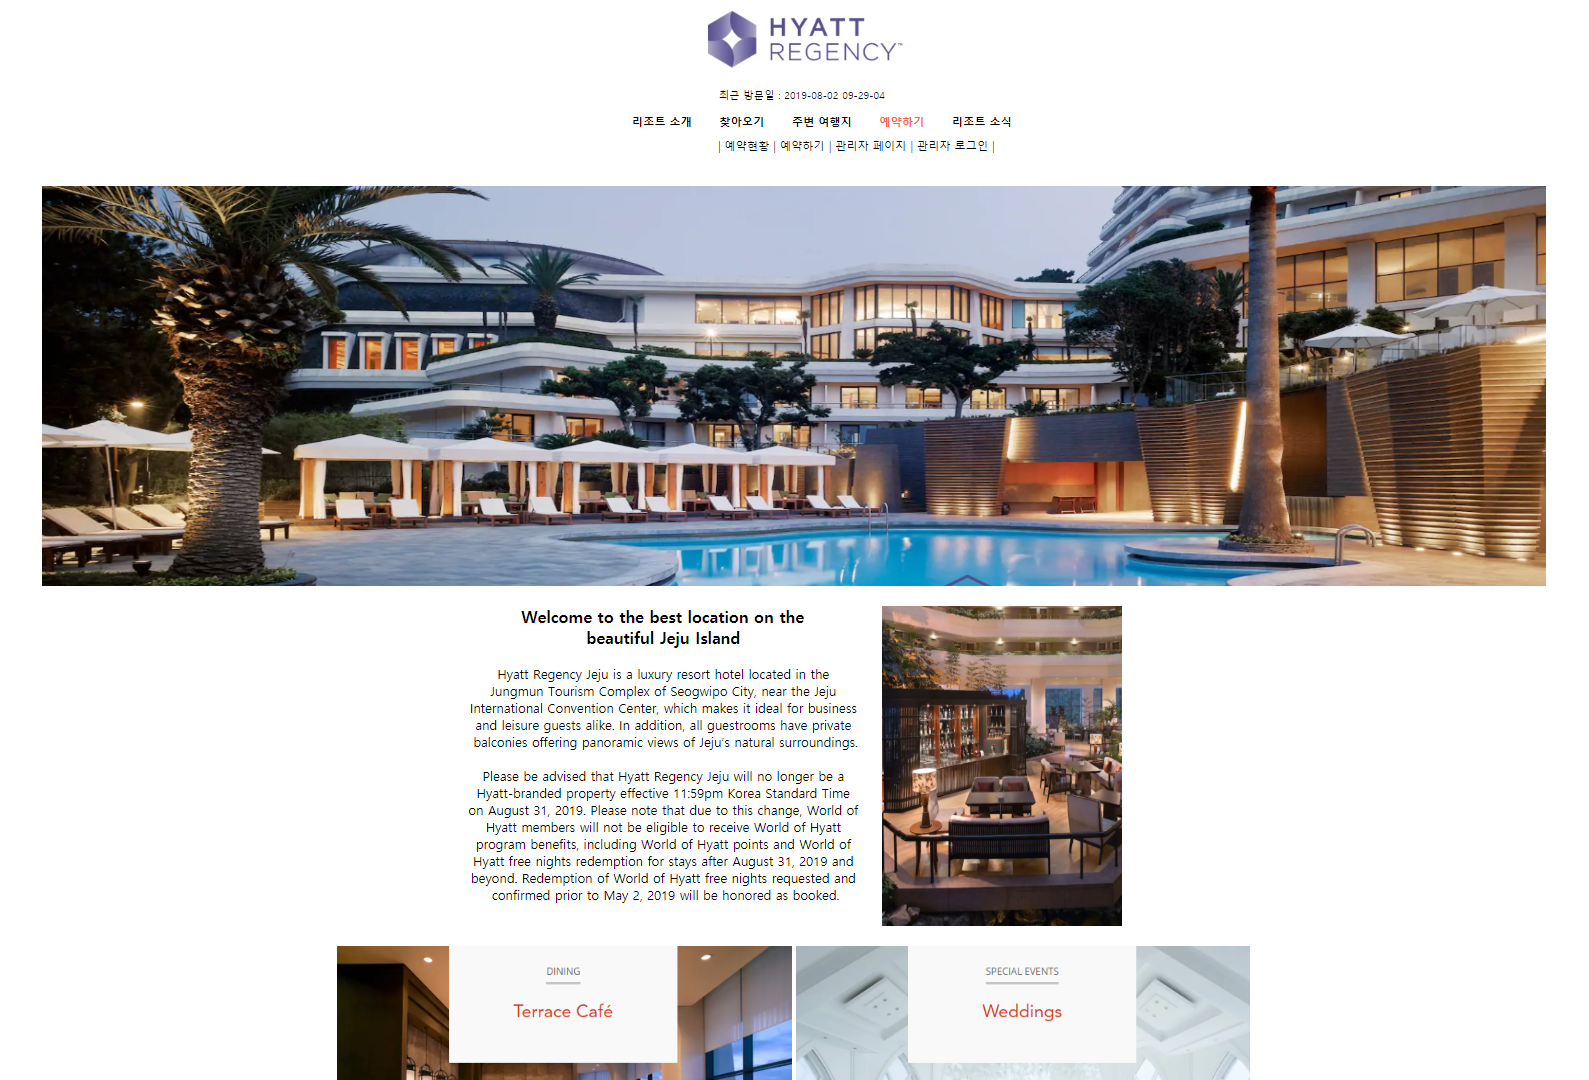 HYATT
REGENCY™
최근 방문일 : 2019-08-02 09-29-04
리조트 소개 찾아오기 주변 여행지 예약하기 리조트 소식
| 예약현황 | 예약하기 | 관리자 페이지 | 관리자 로그인 |
Welcome to the best location on the
beautiful Jeju Island
Hyatt Regency Jeju is a luxury resort hotel located in the
Jungmun Tourism Complex of Seogwipo City, near the Jeju
International Convention Center, which makes it ideal for business
and leisure guests alike. In addition, all guestrooms have private
balconies offering panoramic views of Jeju's natural surroundings.
Please be advised that Hyatt Regency Jeju will no longer be a
Hyatt-branded property effective 11:59pm Korea Standard Time
on August 31, 2019. Please note that due to this change, World of
Hyatt members will not be eligible to receive World of Hyatt
program benefits, including World of Hyatt points and World of
Hyatt free nights redemption for stays after August 31, 2019 and
beyond. Redemption of World of Hyatt free nights requested and
confirmed prior to May 2, 2019 will be honored as booked.
DINING
Terrace Café
SPECIAL EVENTS
Weddings